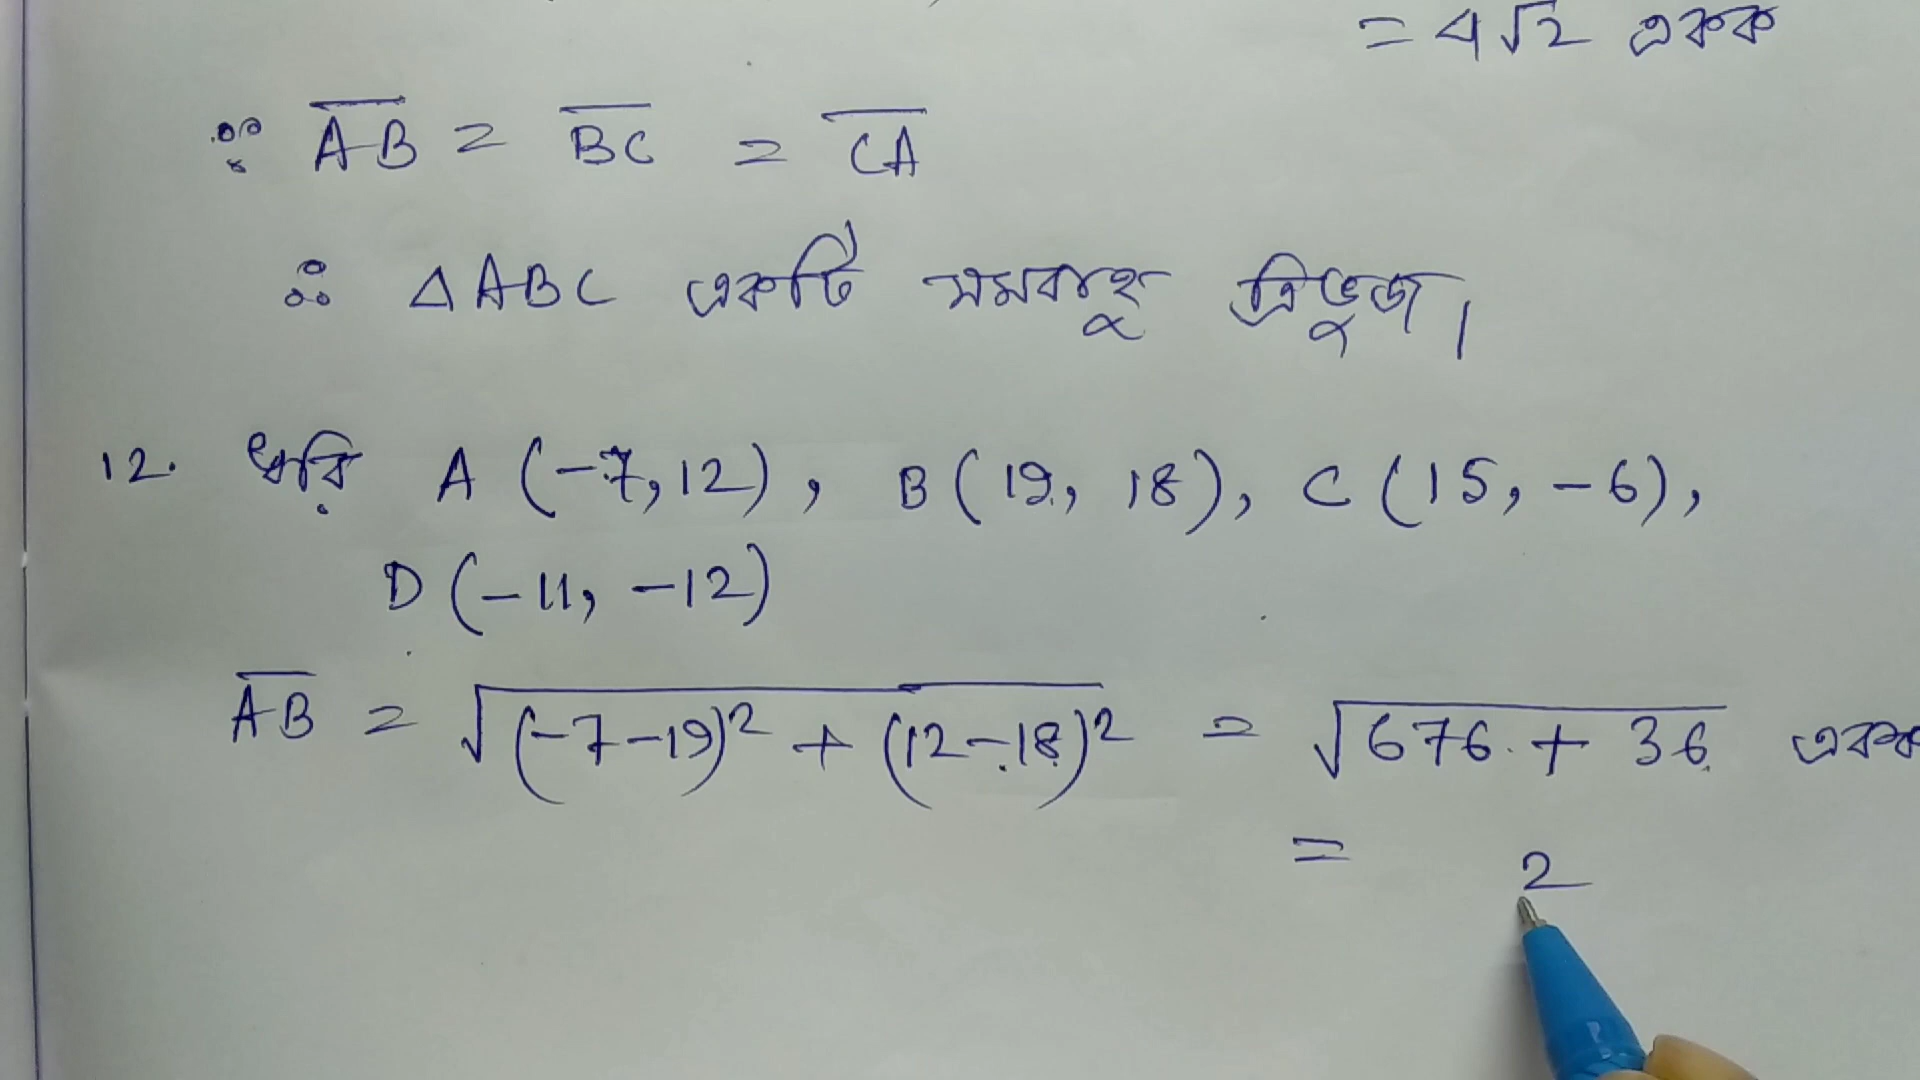 = 4√2 একক
∵ AB = BC = CA
∴ △ABC একটি সমবাহু ত্রিভুজ।
12. ধরি A (-7,12), B (19, 18), C (15, -6),
D (-11, -12)
AB = √(-7-19)² + (12-18)² = √676 + 36 একক
= 2